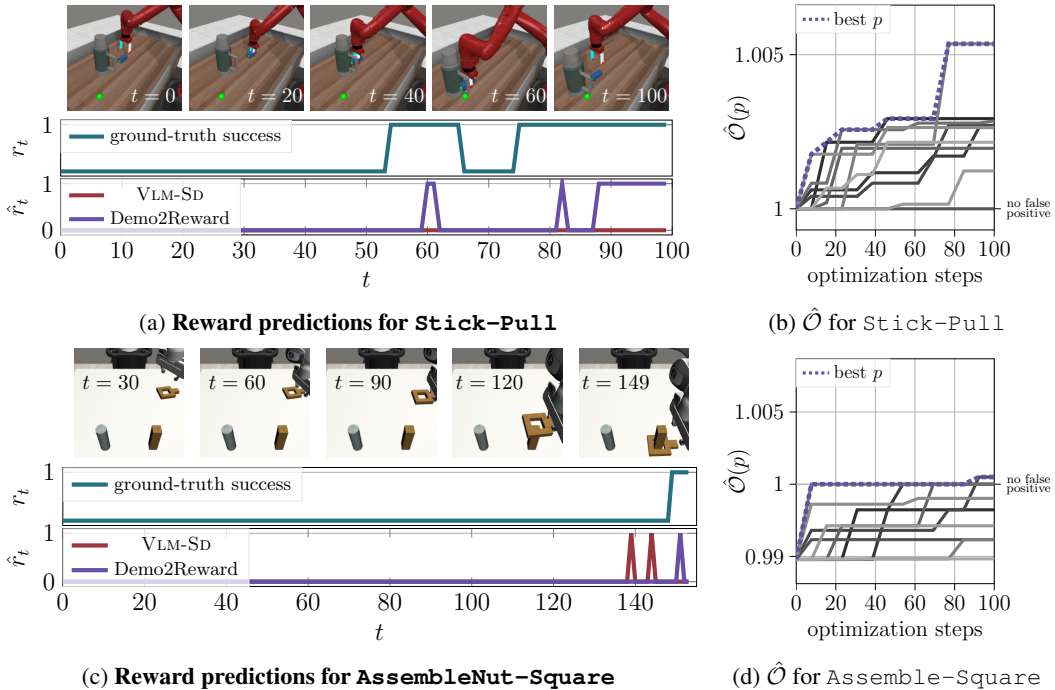 t = 0
t = 20
t = 40
t = 60
t = 100
1
ground-truth success
r_t
1
VLM-SD
Demo2Reward
r̂_t
0
0 10 20 30 40 50 60 70 80 90 100
t
(a) Reward predictions for Stick-Pull
best p
1.005
Ô(p)
1
no false
positive
0 20 40 60 80 100
optimization steps
(b) Ô for Stick-Pull
t = 30
t = 60
t = 90
t = 120
t = 149
1
ground-truth success
r_t
1
VLM-SD
Demo2Reward
r̂_t
0
0 20 40 60 80 100 120 140
t
(c) Reward predictions for AssembleNut-Square
best p
1.005
Ô(p)
1
no false
positive
0.99
0 20 40 60 80 100
optimization steps
(d) Ô for Assemble-Square